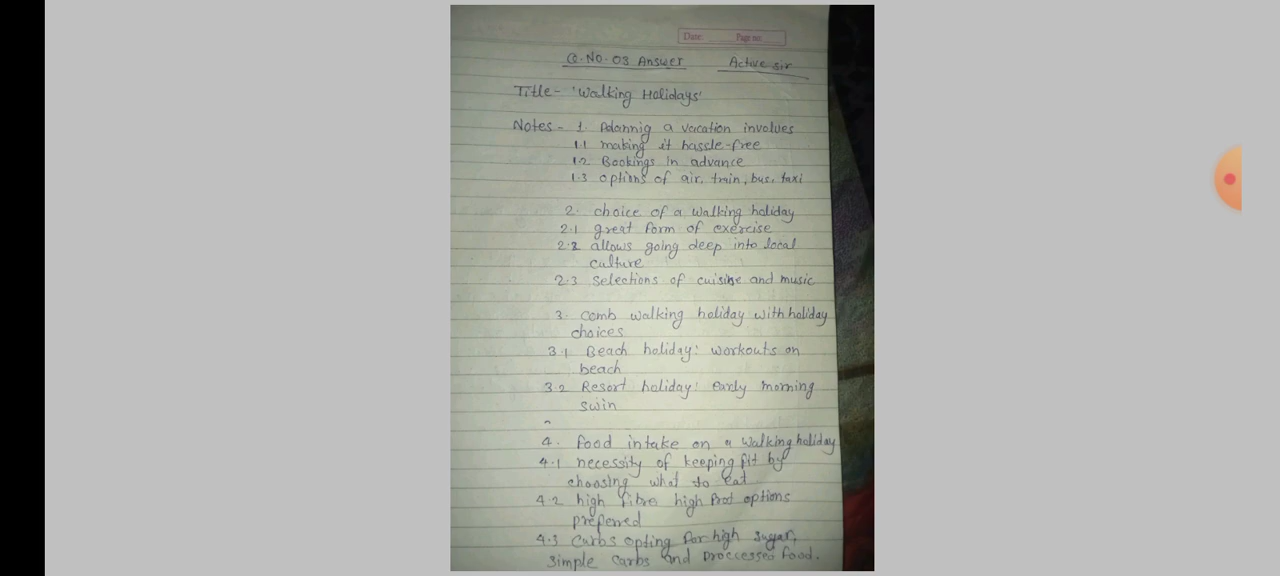 Date: Page no:
Q. No. 03 Answer Active sir
Title- 'Walking Holidays'
Notes- 1. Plannig a vacation involves
1.1 making it hassle-free
1.2. Bookings in advance
1.3 options of air, train, bus, taxi
2. choice of a walking holiday
2.1 great form of exercise
2.2 allows going deep into local
culture
2.3 Selections of cuisine and music
3. comb walking holiday with holiday
choices
3.1 Beach holiday: workouts on
beach
3.2 Resort holiday: Early morning
swin
4. food intake on a walking holiday
4.1 necessity of keeping fit by
choosing what to eat
4.2 high fibre high Prot options
preferred
4.3 Curbs opting for high sugar,
simple carbs and proccessed food.